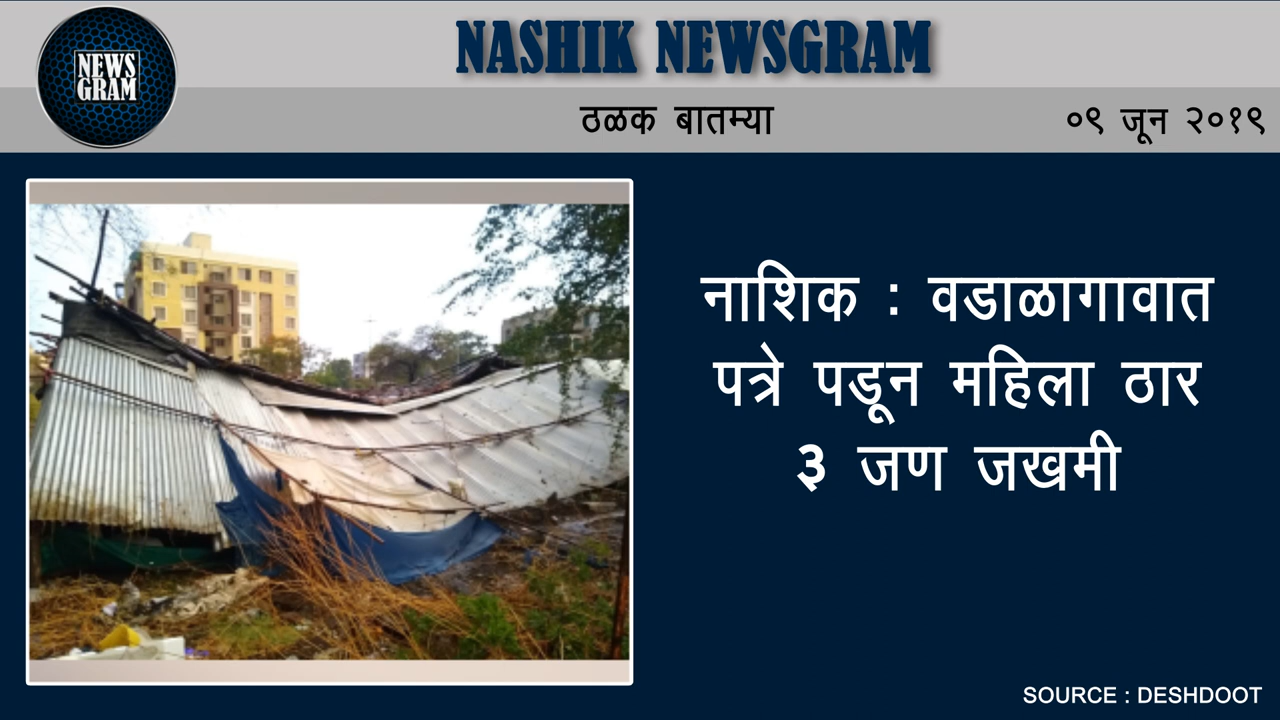 NEWS
GRAM
NASHIK NEWSGRAM
ठळक बातम्या
०९ जून २०१९
नाशिक : वडाळागावात
पत्रे पडून महिला ठार
३ जण जखमी
SOURCE : DESHDOOT